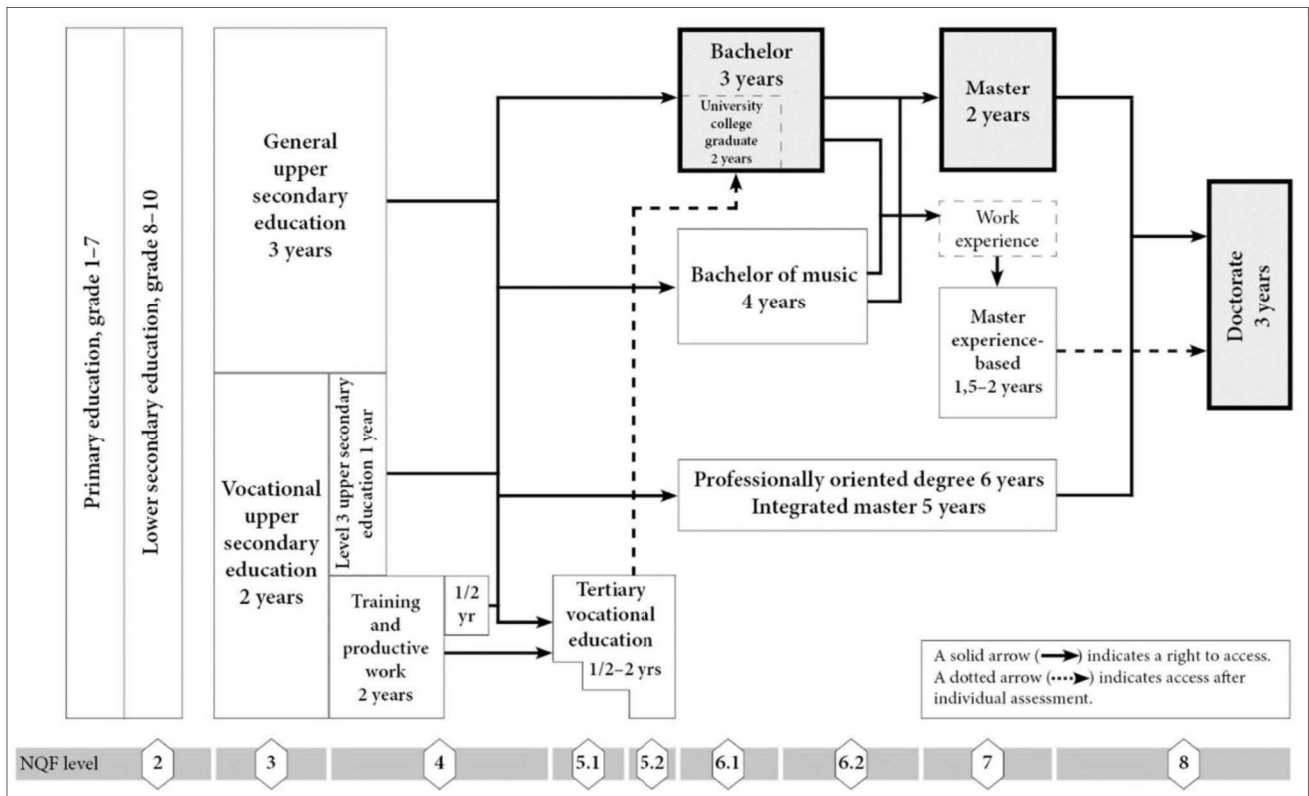 Primary education, grade 1–7
Lower secondary education, grade 8–10
General
upper
secondary
education
3 years
Vocational
upper
secondary
education
2 years
Level 3 upper secondary
education 1 year
Training
and
productive
work
2 years
1/2
yr
Tertiary
vocational
education
1/2–2 yrs
Bachelor
3 years
University
college
graduate
2 years
Bachelor of music
4 years
Professionally oriented degree 6 years
Integrated master 5 years
Master
2 years
Work
experience
Master
experience-
based
1,5–2 years
Doctorate
3 years
A solid arrow (→) indicates a right to access.
A dotted arrow (····➤) indicates access after
individual assessment.
NQF level 2 3 4 5.1 5.2 6.1 6.2 7 8